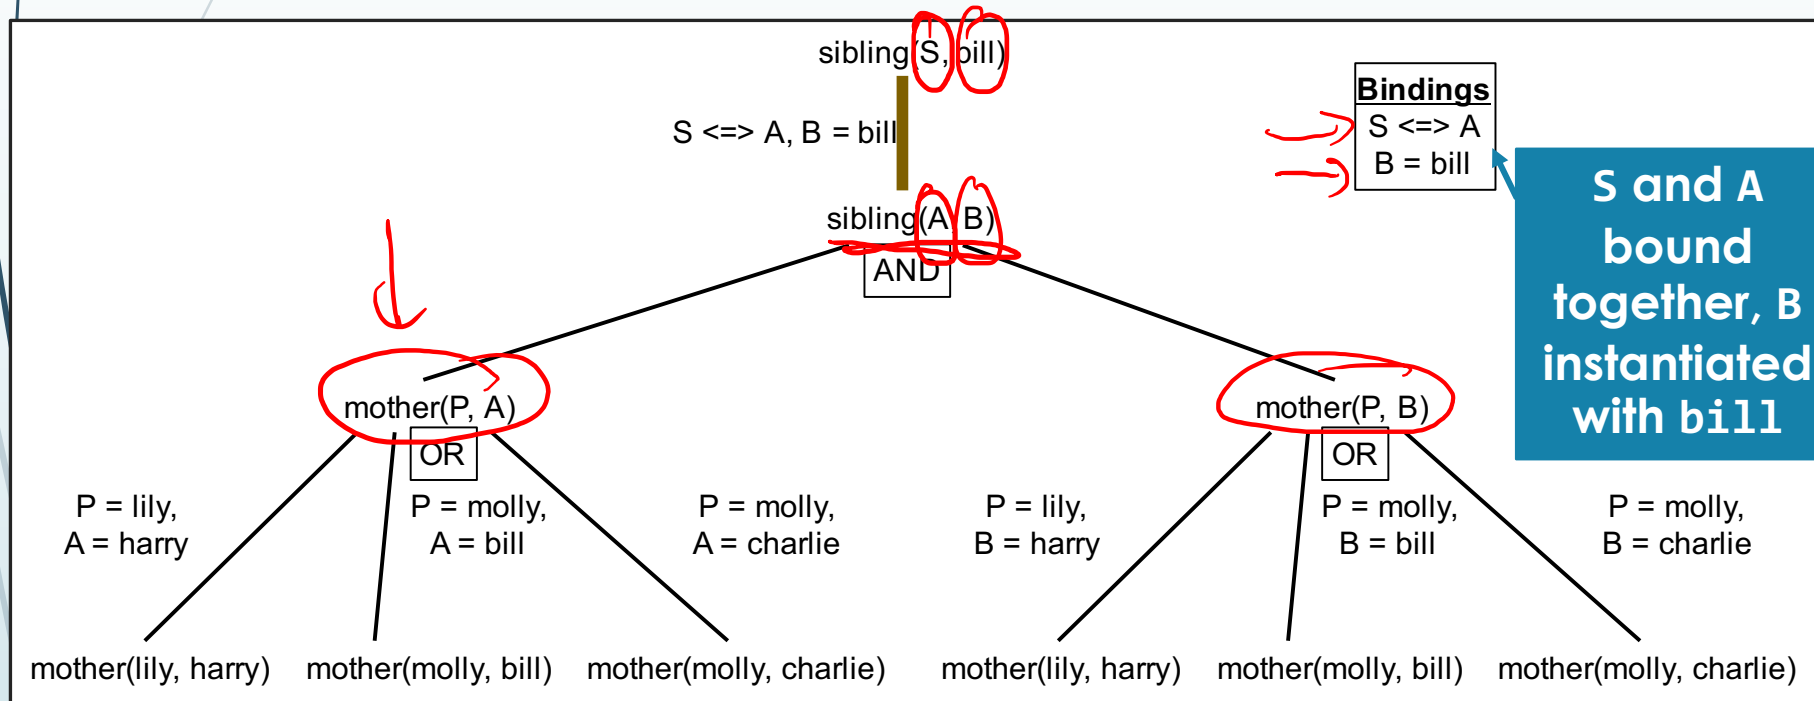 sibling(S, bill)
S <=> A, B = bill
Bindings
S <=> A
B = bill
S and A
bound
together, B
instantiated
with bill
sibling(A, B)
AND
mother(P, A)
OR
mother(P, B)
OR
P = lily,
A = harry
P = molly,
A = bill
P = molly,
A = charlie
P = lily,
B = harry
P = molly,
B = bill
P = molly,
B = charlie
mother(lily, harry)
mother(molly, bill)
mother(molly, charlie)
mother(lily, harry)
mother(molly, bill)
mother(molly, charlie)